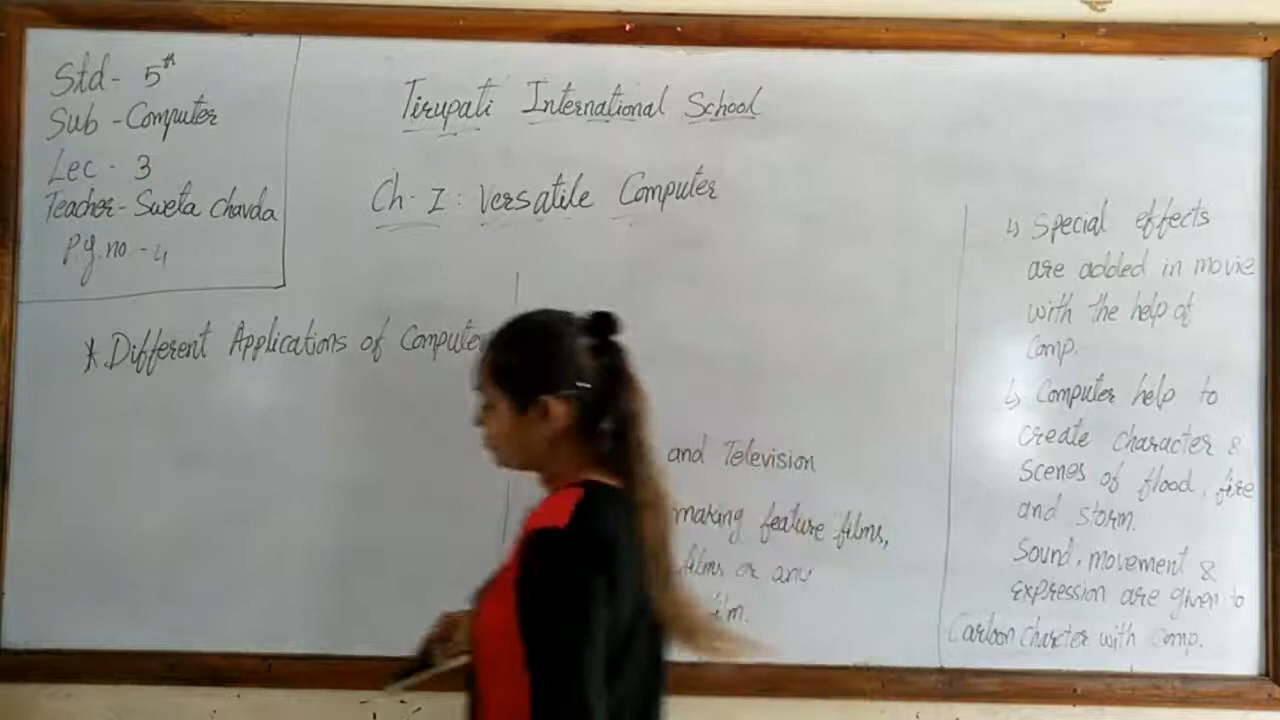 Std- 5th
Sub - Computer
Lec - 3
Teacher- Sweta Chavda
Pg. no - 4
Tirupati International School
Ch- I : Versatile Computer
* Different Applications of Compute
and Television
making feature films,
films or any
ilm.
↳ Special effects
are added in movie
with the help of
Comp.
↳ Computer help to
create character &
Scenes of flood, fire
and storm.
Sound, movement &
expression are given to
Cartoon charcter with comp.